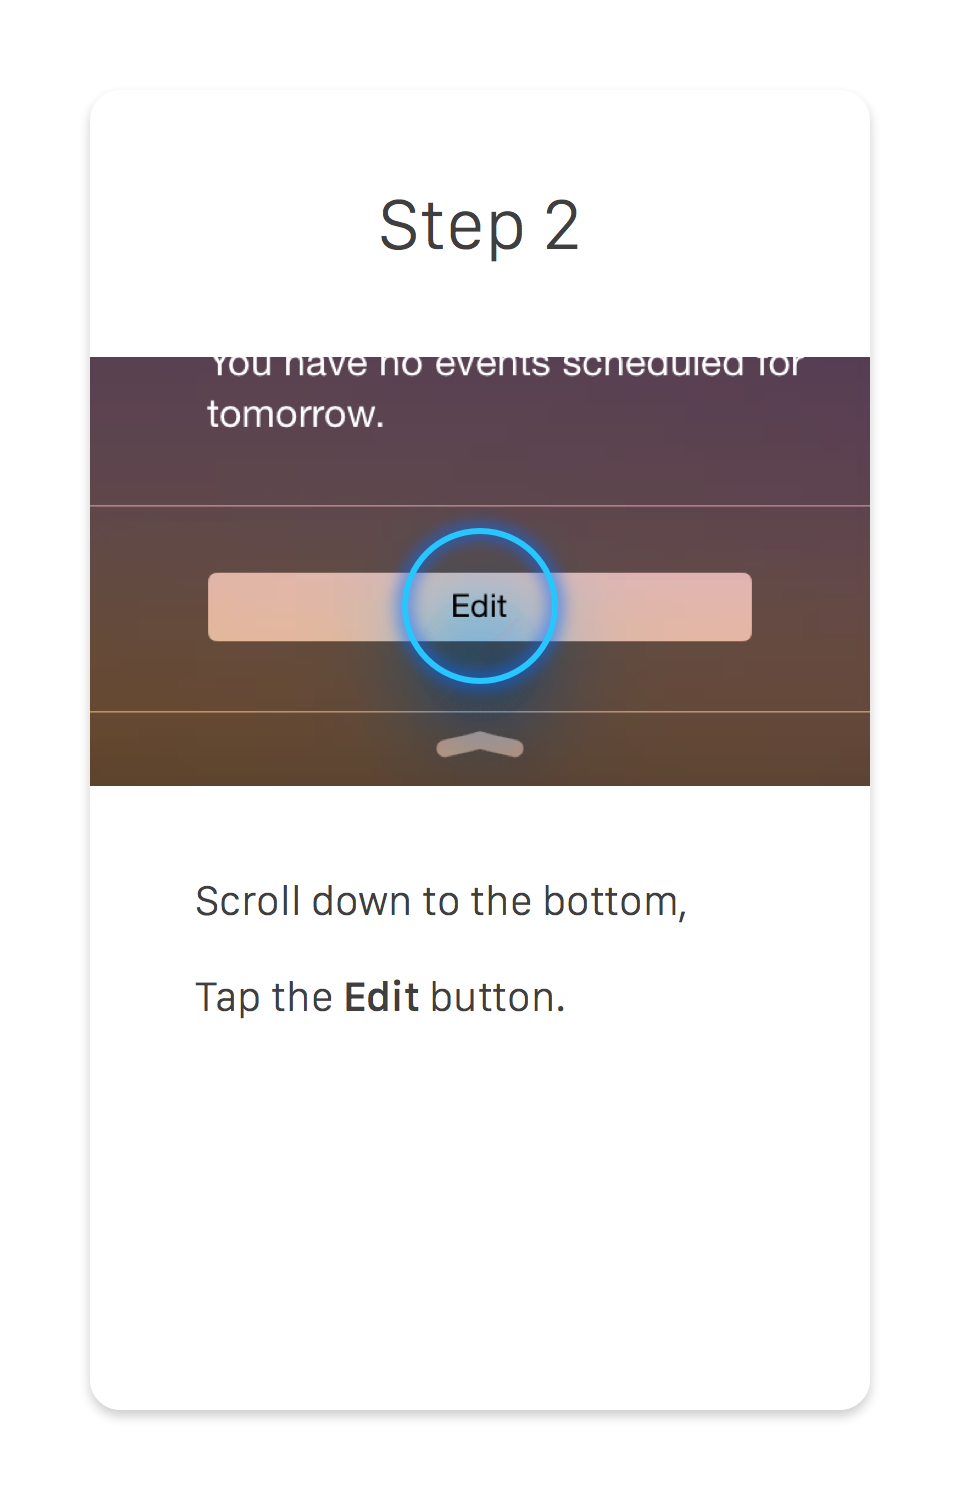 Step 2
You have no events scheduled for
tomorrow.
Edit
Scroll down to the bottom,
Tap the Edit button.